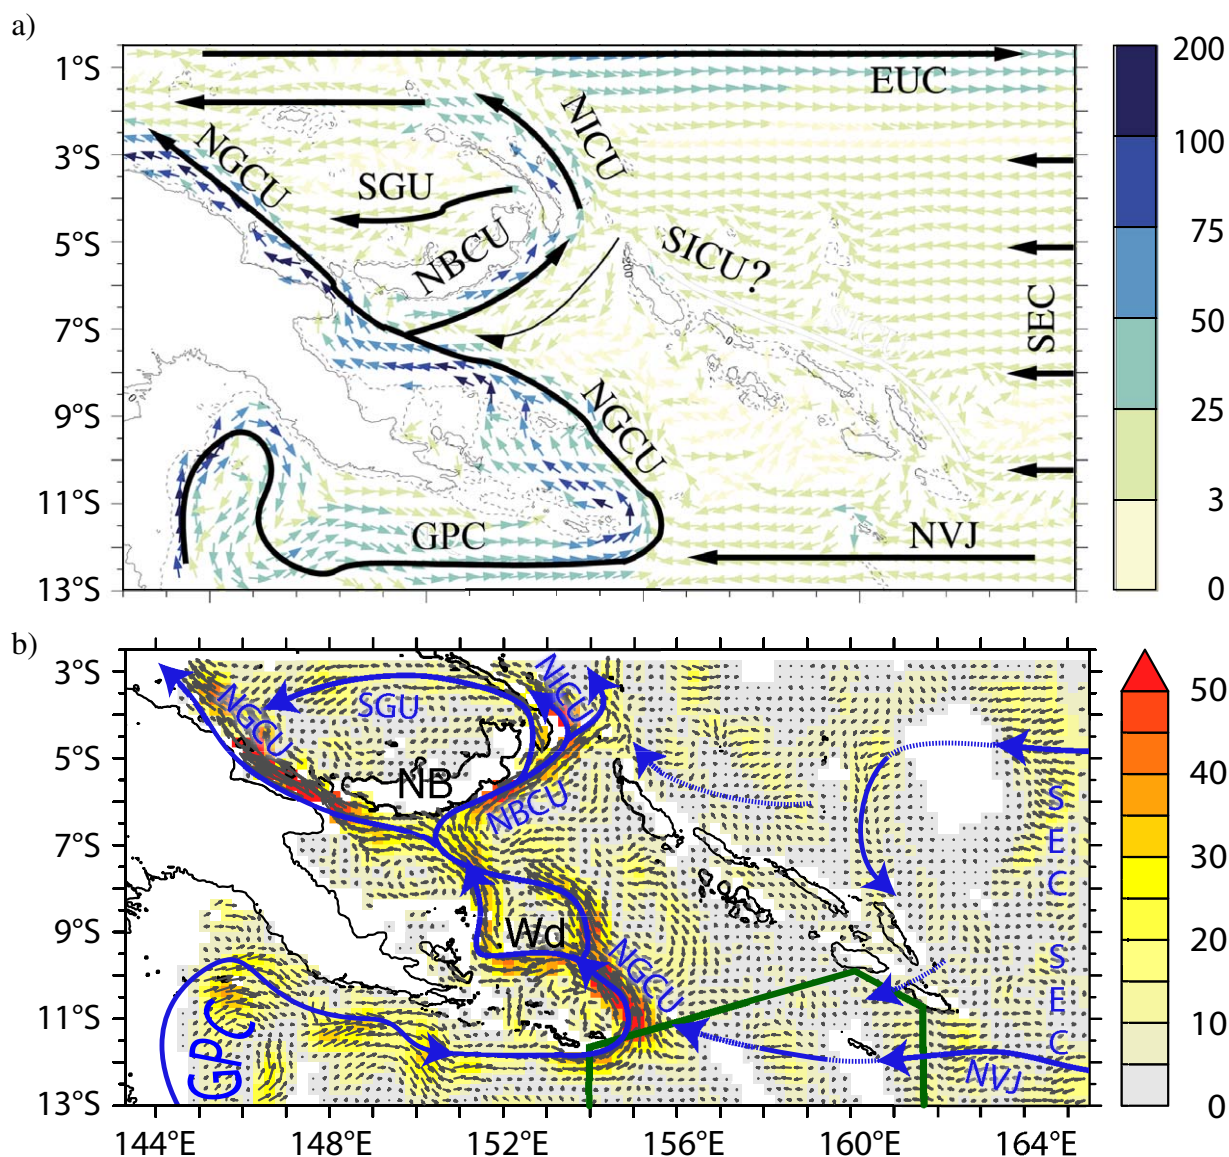 a)
1°S
3°S
5°S
7°S
9°S
11°S
13°S
EUC
NICU
NGCU
SGU
NBCU
SICU?
SEC
NGCU
GPC
NVJ
200
100
75
50
25
3
0
b)
3°S
5°S
7°S
9°S
11°S
13°S
NGCU
SGU
NICU
NB
NBCU
SEC
Wd
NGCU
SEC
GPC
NVJ
50
40
30
20
10
0
144°E 148°E 152°E 156°E 160°E 164°E